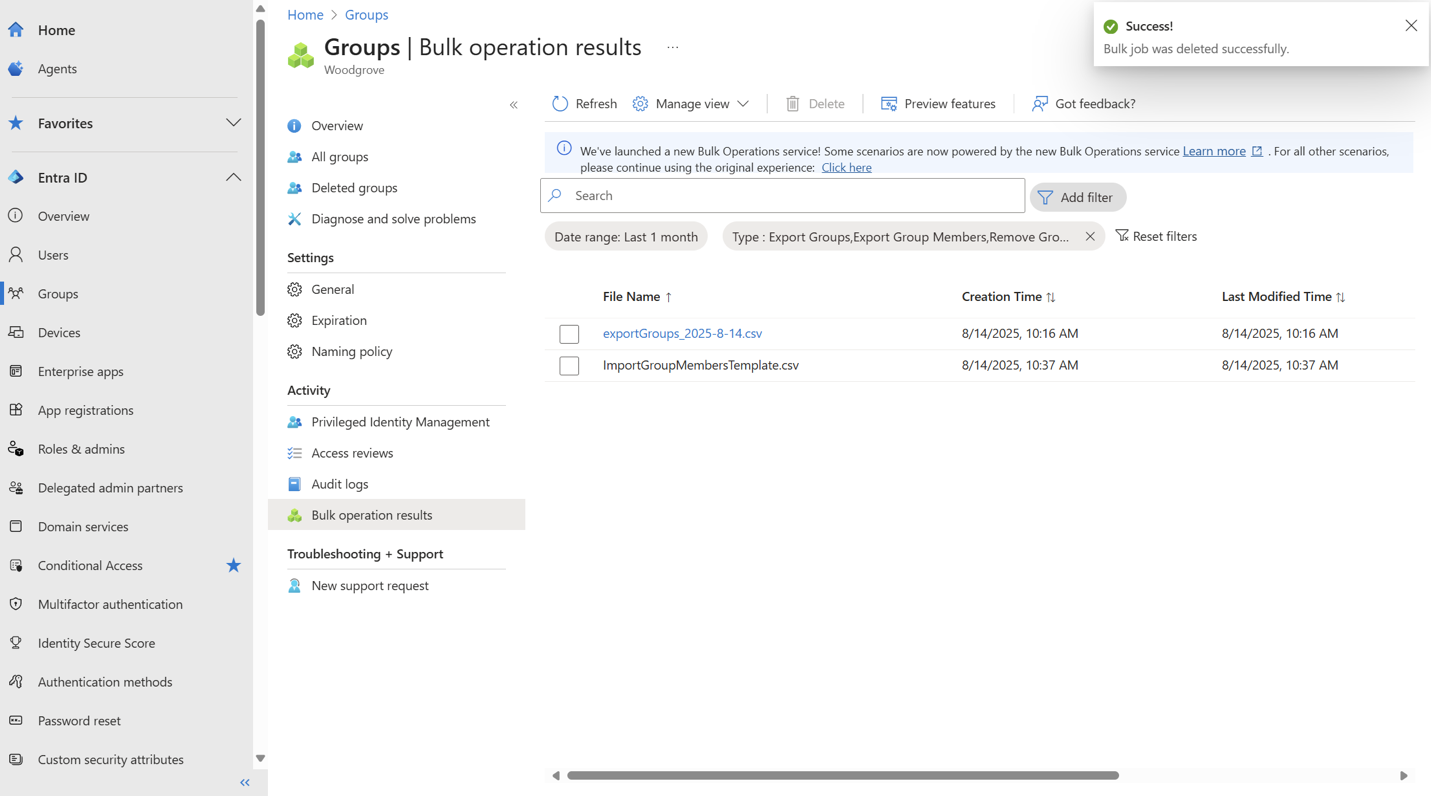 Home
Agents
Favorites
Entra ID
Overview
Users
Groups
Devices
Enterprise apps
App registrations
Roles & admins
Delegated admin partners
Domain services
Conditional Access
Multifactor authentication
Identity Secure Score
Authentication methods
Password reset
Custom security attributes
Home > Groups
Groups | Bulk operation results ...
Woodgrove
Overview
All groups
Deleted groups
Diagnose and solve problems
Settings
General
Expiration
Naming policy
Activity
Privileged Identity Management
Access reviews
Audit logs
Bulk operation results
Troubleshooting + Support
New support request
Success!
Bulk job was deleted successfully.
Refresh Manage view Delete Preview features Got feedback?
We've launched a new Bulk Operations service! Some scenarios are now powered by the new Bulk Operations service Learn more . For all other scenarios,
please continue using the original experience: Click here
Search Add filter
Date range: Last 1 month Type : Export Groups,Export Group Members,Remove Gro... Reset filters
File Name ↑ Creation Time ↑↓ Last Modified Time ↑↓
exportGroups_2025-8-14.csv 8/14/2025, 10:16 AM 8/14/2025, 10:16 AM
ImportGroupMembersTemplate.csv 8/14/2025, 10:37 AM 8/14/2025, 10:37 AM